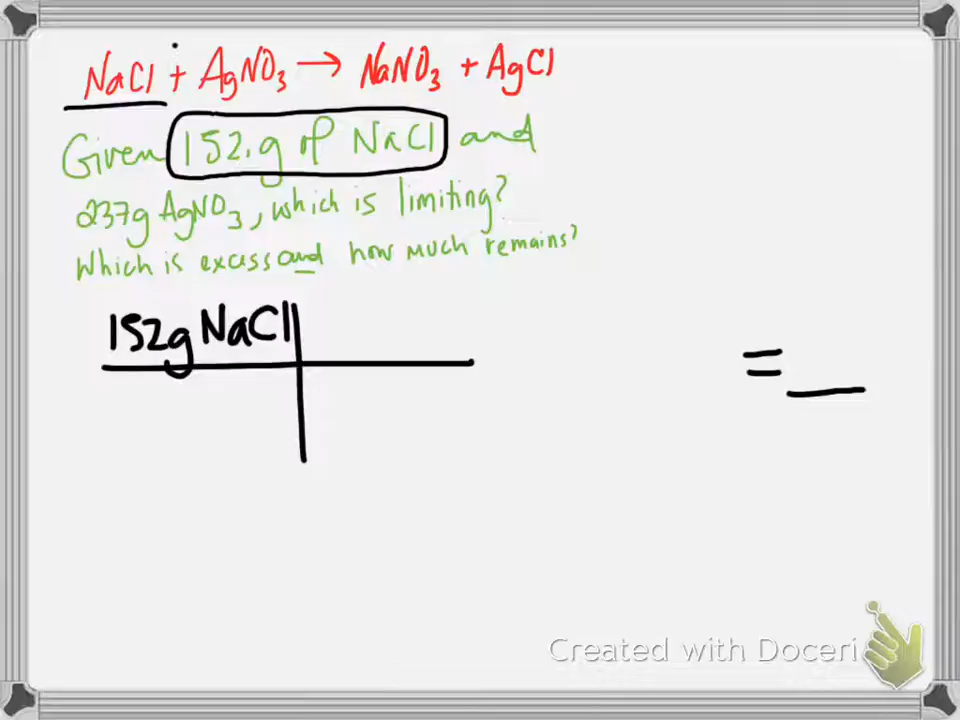 NaCl + AgNO₃ → NaNO₃ + AgCl
Given 152.g of NaCl and
237g AgNO₃, which is limiting?
Which is excess and how much remains?
152g NaCl
=
Created with Doceri